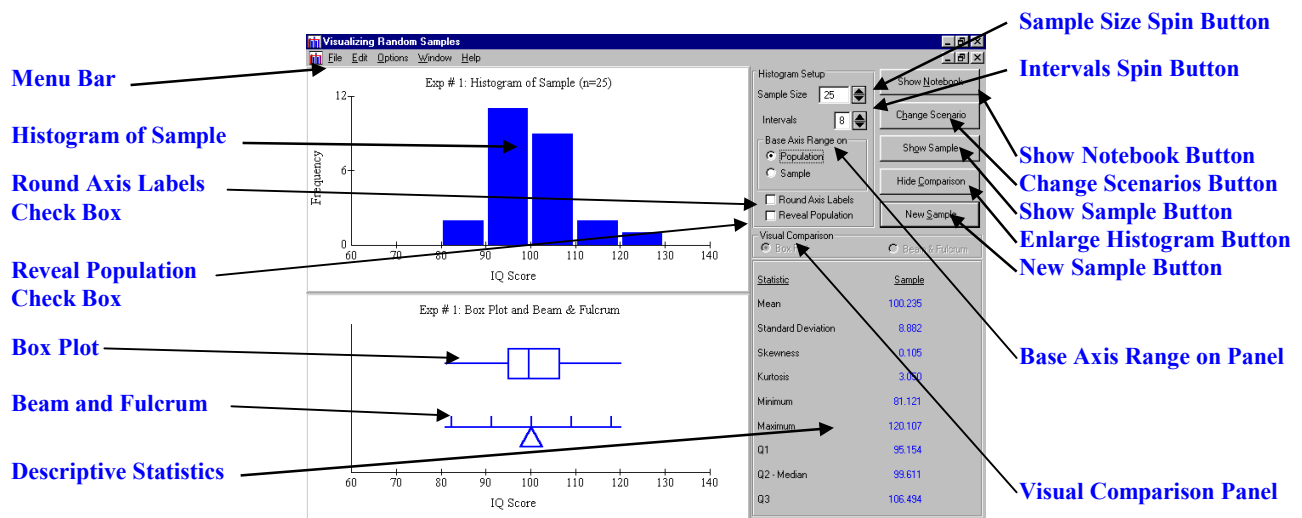 Sample Size Spin Button
Intervals Spin Button
Menu Bar
Histogram of Sample
Round Axis Labels
Check Box
Reveal Population
Check Box
Box Plot
Beam and Fulcrum
Descriptive Statistics
Visualizing Random Samples
File Edit Options Window Help
Exp # 1: Histogram of Sample (n=25)
12
6
0
Frequency
60 70 80 90 100 110 120 130 140
IQ Score
Exp # 1: Box Plot and Beam & Fulcrum
60 70 80 90 100 110 120 130 140
IQ Score
Histogram Setup
Sample Size 25
Intervals 8
Base Axis Range on
Population
Sample
Round Axis Labels
Reveal Population
Show Notebook
Change Scenario
Show Sample
Hide Comparison
New Sample
Visual Comparison
Beam & Fulcrum
Statistic Sample
Mean 100.235
Standard Deviation 8.882
Skewness 0.105
Kurtosis 3.050
Minimum 81.121
Maximum 120.107
Q1 95.154
Q2 - Median 99.611
Q3 106.494
Show Notebook Button
Change Scenarios Button
Show Sample Button
Enlarge Histogram Button
New Sample Button
Base Axis Range on Panel
Visual Comparison Panel